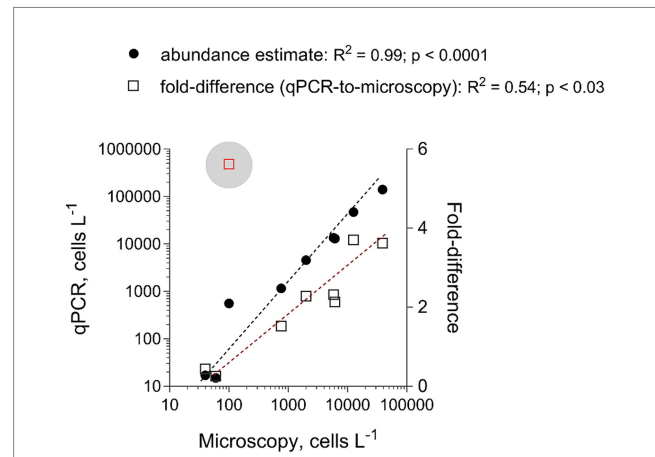 abundance estimate: R² = 0.99; p < 0.0001
fold-difference (qPCR-to-microscopy): R² = 0.54; p < 0.03
1000000
100000
10000
1000
100
10
qPCR, cells L⁻¹
6
4
2
0
Fold-difference
10 100 1000 10000 100000
Microscopy, cells L⁻¹